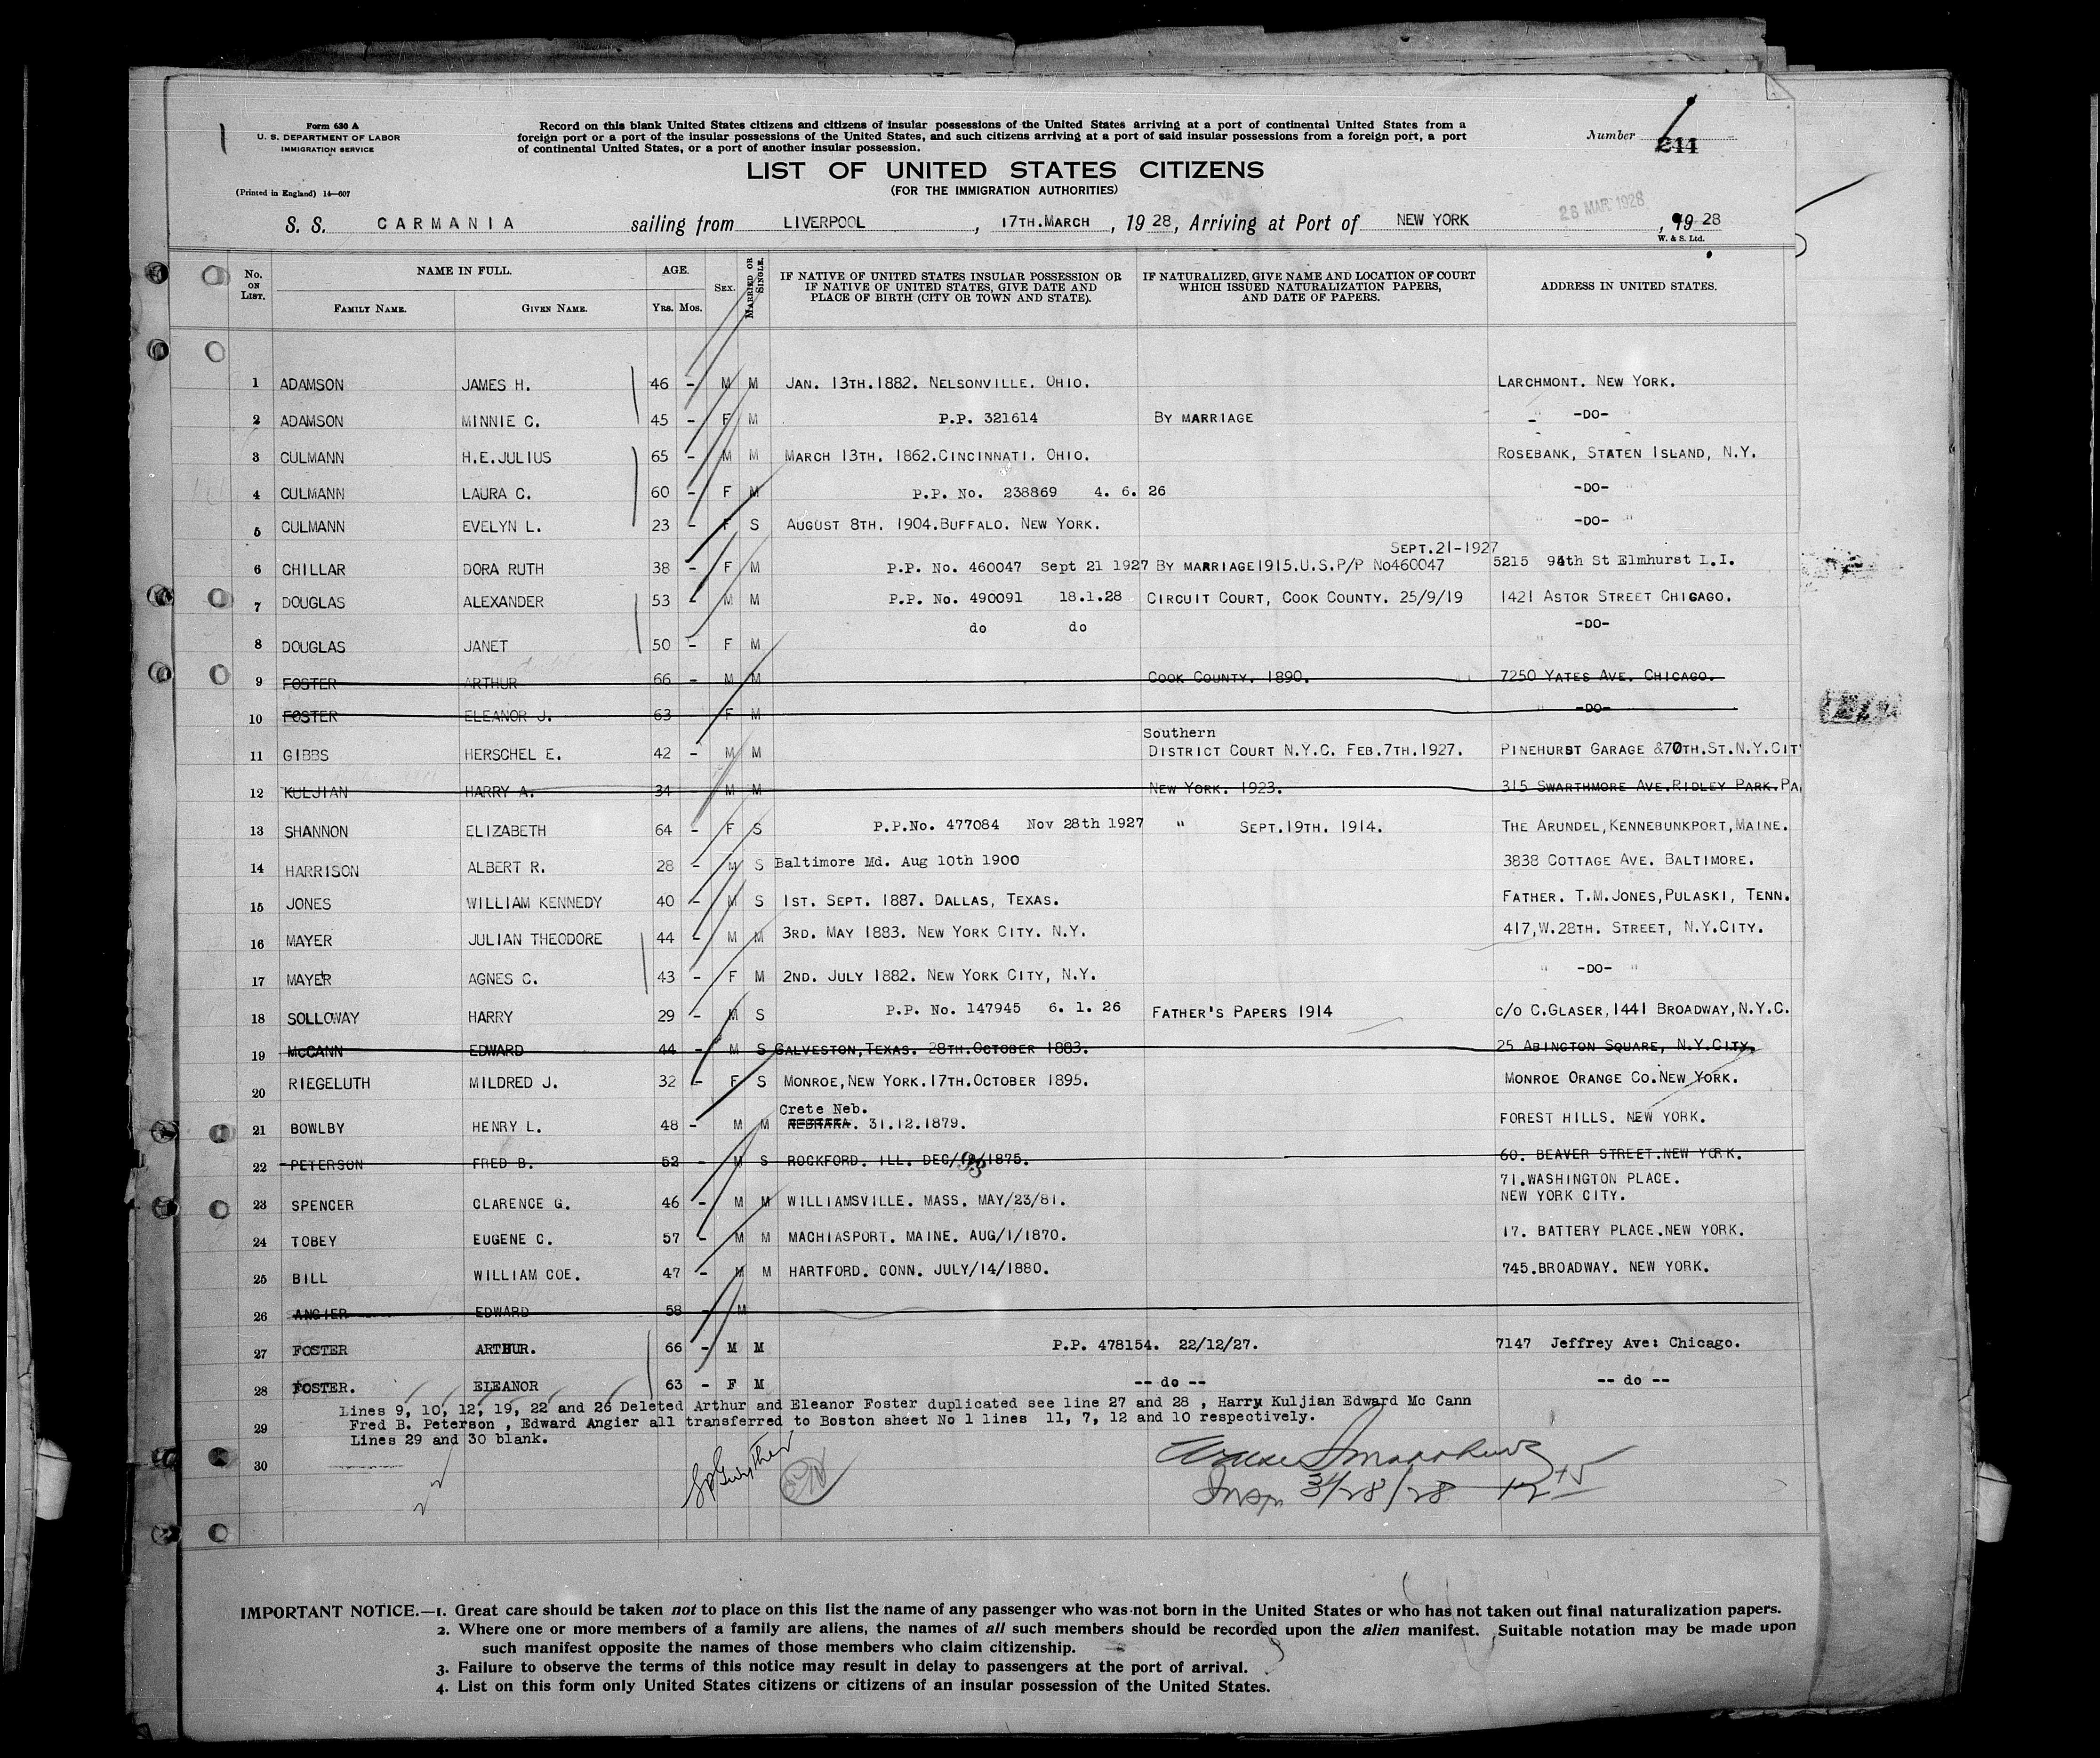 Form 630 A
U. S. DEPARTMENT OF LABOR
IMMIGRATION SERVICE
(Printed in England) 14—607
Record on this blank United States citizens and citizens of insular possessions of the United States arriving at a port of continental United States from a
foreign port or a port of the insular possessions of the United States, and such citizens arriving at a port of said insular possessions from a foreign port, a port
of continental United States, or a port of another insular possession.
Number 244
LIST OF UNITED STATES CITIZENS
(FOR THE IMMIGRATION AUTHORITIES)
26 MAR 1928
S. S. CARMANIA sailing from LIVERPOOL, 17TH.MARCH, 1928, Arriving at Port of NEW YORK, 1928
W. & S. Ltd.
No. ON LIST. NAME IN FULL. FAMILY NAME. GIVEN NAME. AGE. YRS. MOS. SEX. MARRIED OR SINGLE. IF NATIVE OF UNITED STATES INSULAR POSSESSION OR IF NATIVE OF UNITED STATES, GIVE DATE AND PLACE OF BIRTH (CITY OR TOWN AND STATE). IF NATURALIZED, GIVE NAME AND LOCATION OF COURT WHICH ISSUED NATURALIZATION PAPERS, AND DATE OF PAPERS. ADDRESS IN UNITED STATES.
1 ADAMSON JAMES H. 46 - M M JAN. 13TH.1882. NELSONVILLE. OHIO. LARCHMONT. NEW YORK.
2 ADAMSON MINNIE C. 45 - F M P.P. 321614 BY MARRIAGE " -DO- "
3 CULMANN H.E.JULIUS 65 - M M MARCH 13TH. 1862.CINCINNATI. OHIO. ROSEBANK, STATEN ISLAND, N.Y.
4 CULMANN LAURA C. 60 - F M P.P. No. 238869 4. 6. 26 " -DO- "
5 CULMANN EVELYN L. 23 - F S AUGUST 8TH. 1904.BUFFALO. NEW YORK. " -DO- "
SEPT.21-1927
6 CHILLAR DORA RUTH 38 - F M P.P. No. 460047 Sept 21 1927 BY MARRIAGE1915.U.S.P/P No460047 5215 94th St Elmhurst L.I.
7 DOUGLAS ALEXANDER 53 - M M P.P. No. 490091 18.1.28 CIRCUIT COURT, COOK COUNTY. 25/9/19 1421 ASTOR STREET CHICAGO.
8 DOUGLAS JANET 50 - F M do do -DO-
9 FOSTER ARTHUR 66 - M M COOK COUNTY. 1890. 7250 YATES AVE. CHICAGO.
10 FOSTER ELEANOR J. 63 F M " -DO-
Southern
11 GIBBS HERSCHEL E. 42 - M M DISTRICT COURT N.Y.C. FEB.7TH.1927. PINEHURST GARAGE &70TH.ST.N.Y.CIT
12 KULJIAN HARRY A. 34 M M NEW YORK. 1923. 315 SWARTHMORE AVE.RIDLEY PARK.PA
13 SHANNON ELIZABETH 64 - F S P.P.No. 477084 Nov 28th 1927 " SEPT.19TH. 1914. THE ARUNDEL,KENNEBUNKPORT,MAINE.
14 HARRISON ALBERT R. 28 - M S Baltimore Md. Aug 10th 1900 3838 COTTAGE AVE. BALTIMORE.
15 JONES WILLIAM KENNEDY 40 - M S 1ST. SEPT. 1887. DALLAS, TEXAS. FATHER. T.M.JONES,PULASKI, TENN.
16 MAYER JULIAN THEODORE 44 - M M 3RD. MAY 1883. NEW YORK CITY. N.Y. 417,W.28TH. STREET, N.Y.CITY.
17 MAYER AGNES C. 43 - F M 2ND. JULY 1882. NEW YORK CITY, N.Y. " -DO- "
18 SOLLOWAY HARRY 29 - M S P.P. No. 147945 6. 1. 26 FATHER'S PAPERS 1914 c/o C.GLASER,1441 BROADWAY,N.Y.C.
19 McCANN EDWARD 44 - M S GALVESTON,TEXAS. 28TH.OCTOBER 1883. 25 ABINGTON SQUARE, N.Y.CITY.
20 RIEGELUTH MILDRED J. 32 - F S MONROE,NEW YORK.17TH.OCTOBER 1895. MONROE ORANGE CO.NEW YORK.
Crete Neb.
21 BOWLBY HENRY L. 48 - M M 31.12.1879. FOREST HILLS. NEW YORK.
22 PETERSON FRED B. 52 - M S ROCKFORD. ILL. DEC/ /1875. 60. BEAVER STREET.NEW YORK.
71.WASHINGTON PLACE.
23 SPENCER CLARENCE G. 46 - M M WILLIAMSVILLE. MASS. MAY/23/81. NEW YORK CITY.
24 TOBEY EUGENE C. 57 - M M MACHIASPORT. MAINE. AUG/1/1870. 17. BATTERY PLACE.NEW YORK.
25 BILL WILLIAM COE. 47 - M M HARTFORD. CONN. JULY/14/1880. 745.BROADWAY. NEW YORK.
26 ANGIER EDWARD 58 - M
27 FOSTER ARTHUR. 66 - M M P.P. 478154. 22/12/27. 7147 Jeffrey Ave: Chicago.
28 FOSTER. ELEANOR 63 - F M -- do -- -- do --
Lines 9, 10, 12, 19, 22 and 26 Deleted Arthur and Eleanor Foster duplicated see line 27 and 28 , Harry Kuljian Edward Mc Cann
29 Fred B. Peterson , Edward Angier all transferred to Boston sheet No 1 lines 11, 7, 12 and 10 respectively.
Lines 29 and 30 blank.
30
Insp 3/28/28
IMPORTANT NOTICE.—1. Great care should be taken not to place on this list the name of any passenger who was not born in the United States or who has not taken out final naturalization papers.
2. Where one or more members of a family are aliens, the names of all such members should be recorded upon the alien manifest. Suitable notation may be made upon
such manifest opposite the names of those members who claim citizenship.
3. Failure to observe the terms of this notice may result in delay to passengers at the port of arrival.
4. List on this form only United States citizens or citizens of an insular possession of the United States.